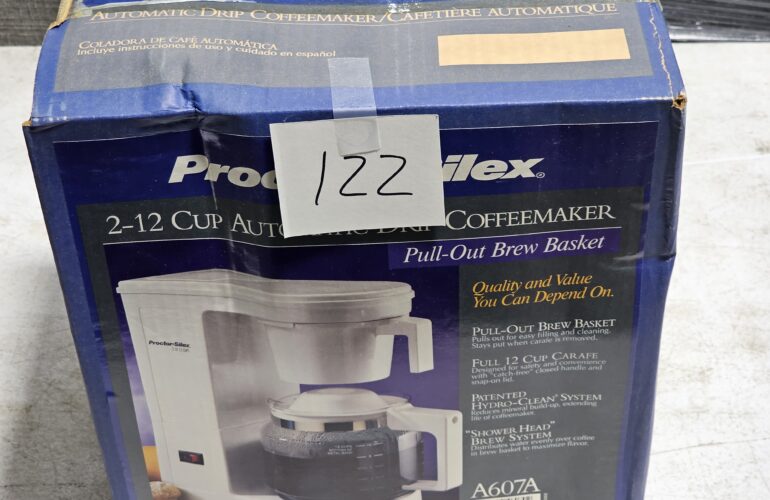 AUTOMATIC DRIP COFFEEMAKER/CAFETIÈRE AUTOMATIQUE
COLADORA DE CAFÉ AUTOMÁTICA
Incluye instrucciones de uso y cuidado en español
122
Proctor-Silex®
2-12 CUP AUTOMATIC DRIP COFFEEMAKER
Pull-Out Brew Basket
Quality and Value
You Can Depend On.
PULL-OUT BREW BASKET
Pulls out for easy filling and cleaning.
Stays put when carafe is removed.
FULL 12 CUP CARAFE
Designed for safety and convenience
with "catch-free" closed handle and
snap-on lid.
PATENTED
HYDRO-CLEAN® SYSTEM
Reduces mineral build-up, extending
life of coffeemaker.
"SHOWER HEAD"
BREW SYSTEM
Distributes water evenly over coffee
in brew basket to maximize flavor.
Proctor-Silex
A607A